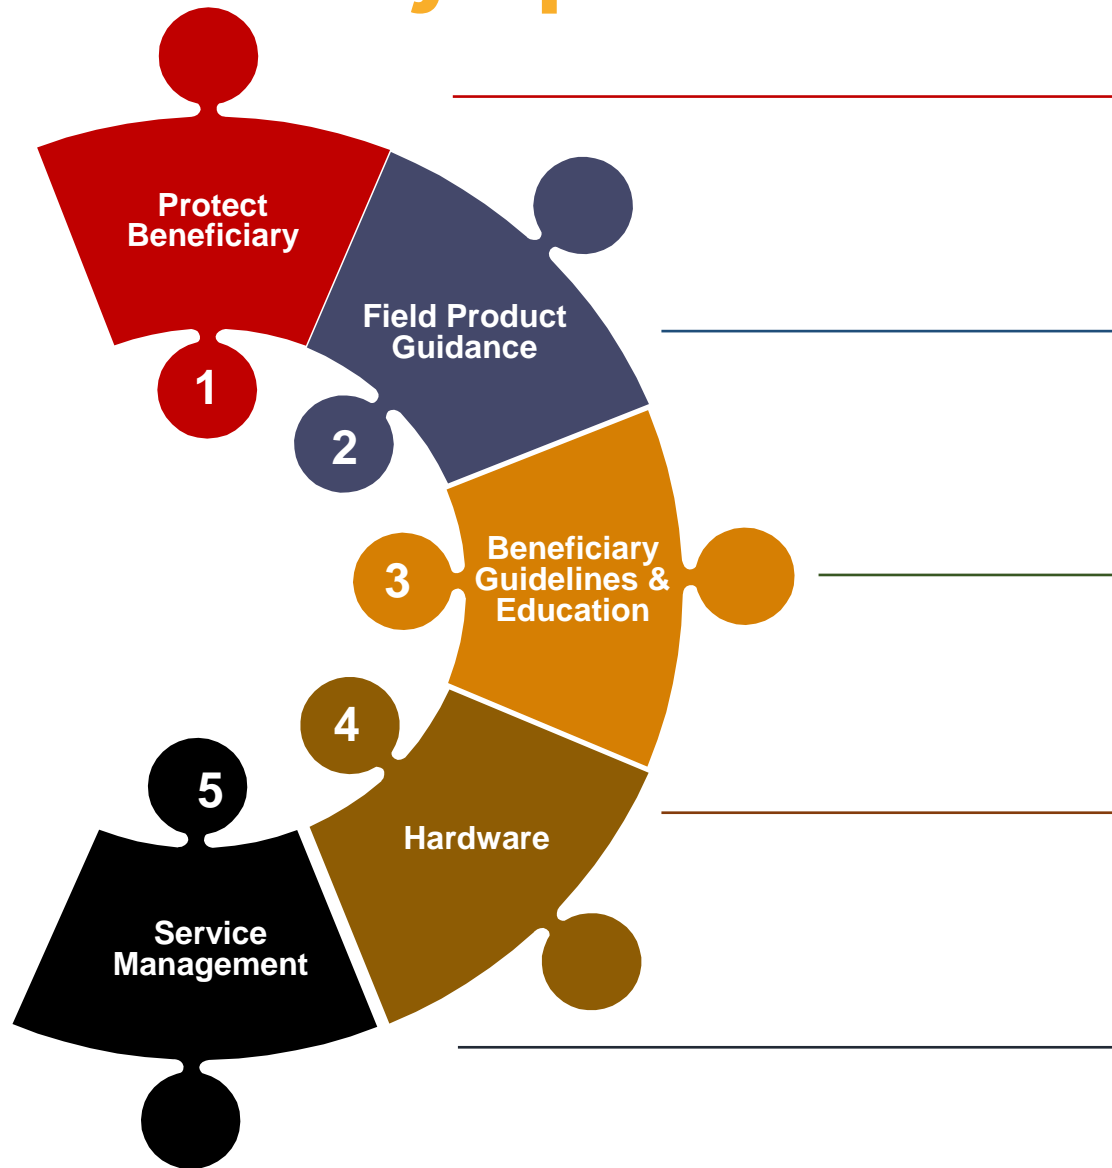 Protect
Beneficiary
1
Field Product
Guidance
2
Beneficiary
Guidelines &
Education
3
4
Hardware
5
Service
Management